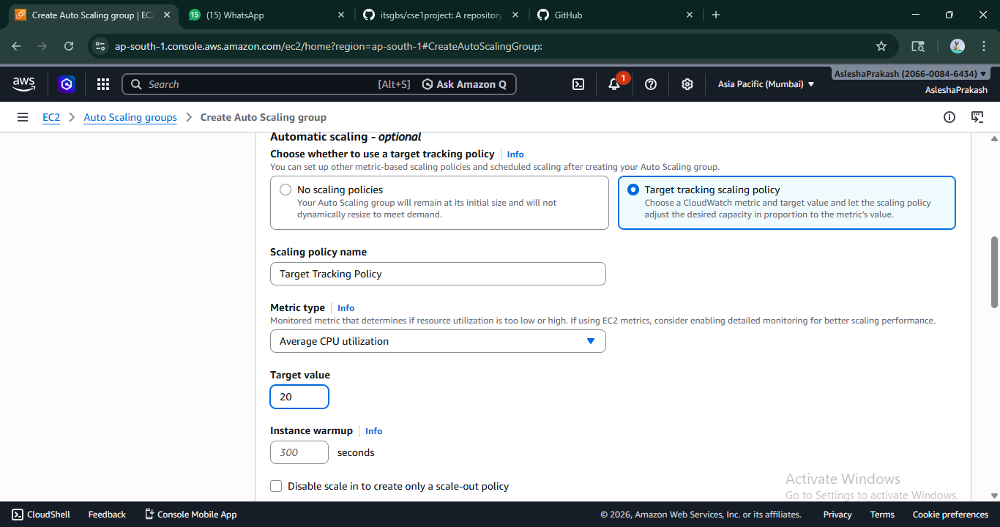 Create Auto Scaling group | EC2
15 (15) WhatsApp
itsgbs/cse1project: A repository
GitHub
ap-south-1.console.aws.amazon.com/ec2/home?region=ap-south-1#CreateAutoScalingGroup:
aws
Search
[Alt+S]
Ask Amazon Q
1
Asia Pacific (Mumbai)
AsleshaPrakash (2066-0084-6434)
AsleshaPrakash
EC2
Auto Scaling groups
Create Auto Scaling group
Automatic scaling - optional
Choose whether to use a target tracking policy Info
You can set up other metric-based scaling policies and scheduled scaling after creating your Auto Scaling group.
No scaling policies
Your Auto Scaling group will remain at its initial size and will not
dynamically resize to meet demand.
Target tracking scaling policy
Choose a CloudWatch metric and target value and let the scaling policy
adjust the desired capacity in proportion to the metric's value.
Scaling policy name
Target Tracking Policy
Metric type Info
Monitored metric that determines if resource utilization is too low or high. If using EC2 metrics, consider enabling detailed monitoring for better scaling performance.
Average CPU utilization
Target value
20
Instance warmup Info
300 seconds
Disable scale in to create only a scale-out policy
Activate Windows
Go to Settings to activate Windows.
CloudShell
Feedback
Console Mobile App
© 2026, Amazon Web Services, Inc. or its affiliates.
Privacy
Terms
Cookie preferences